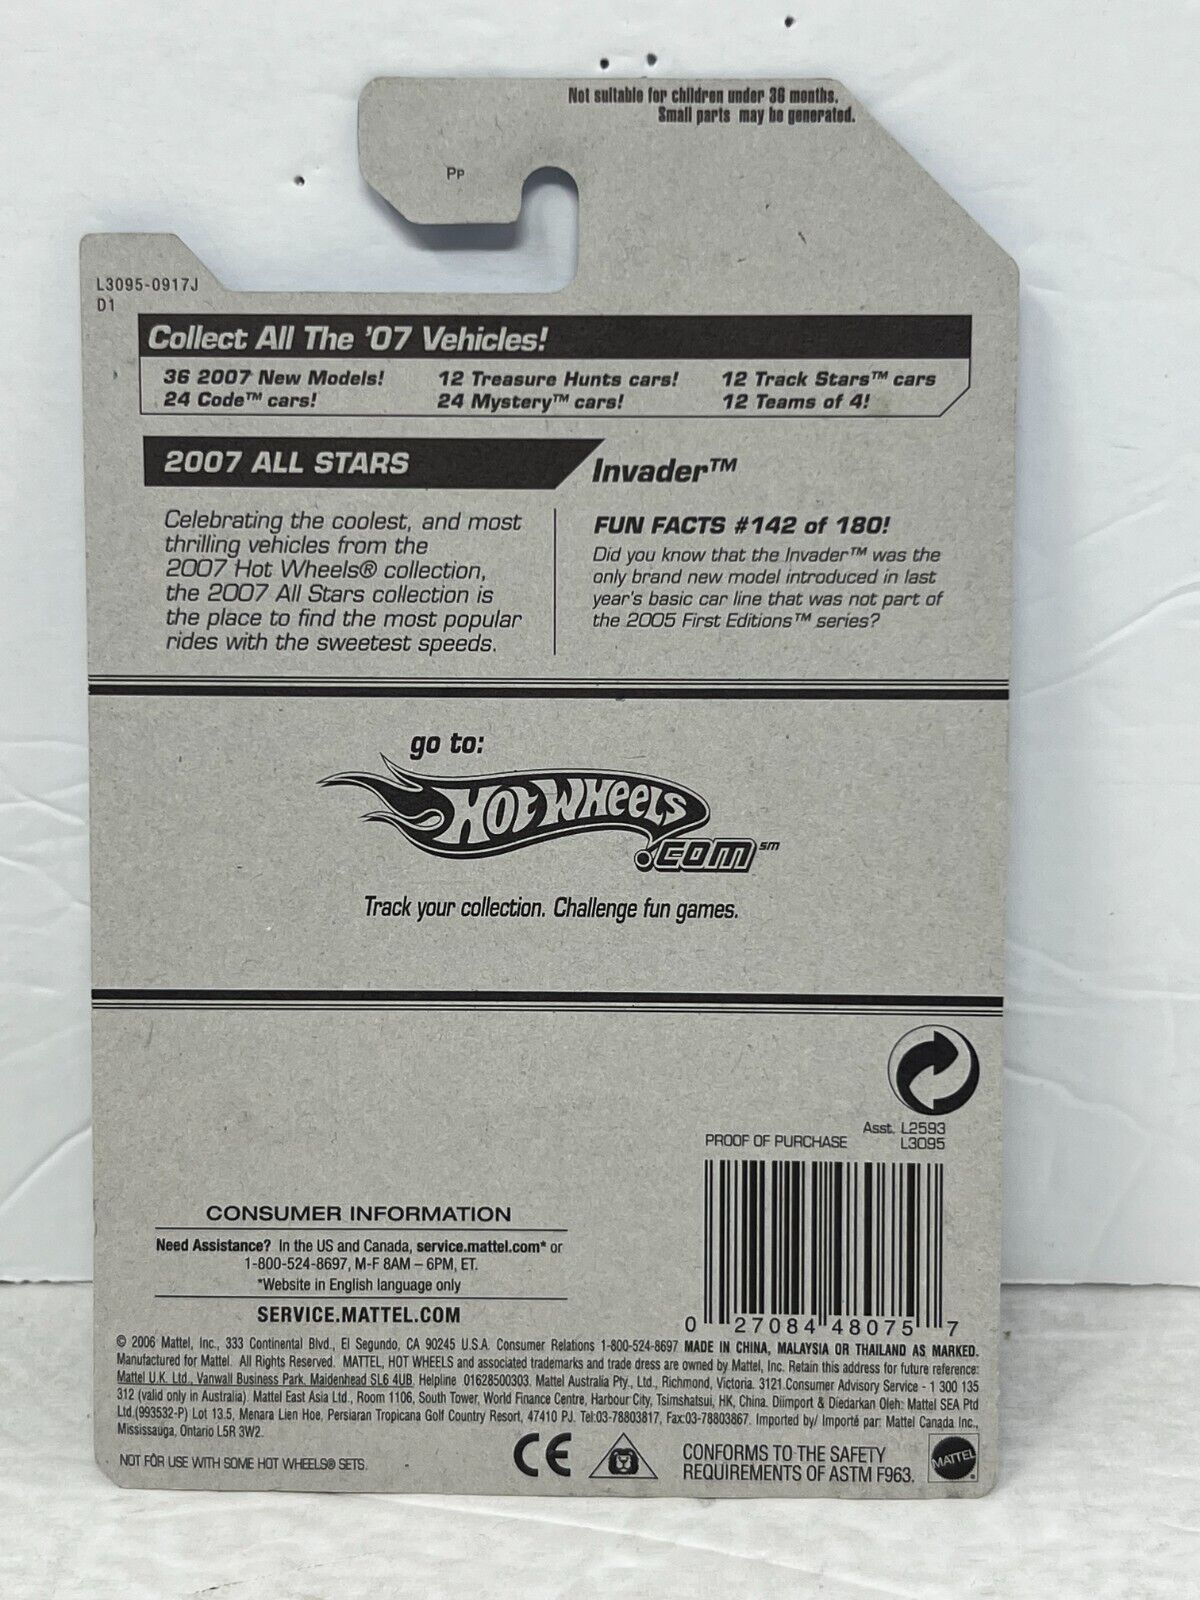 Not suitable for children under 36 months.
Small parts may be generated.
PP
L3095-0917J
D1
Collect All The '07 Vehicles!
36 2007 New Models!
24 Code™ cars!
12 Treasure Hunts cars!
24 Mystery™ cars!
12 Track Stars™ cars
12 Teams of 4!
2007 ALL STARS
Celebrating the coolest, and most
thrilling vehicles from the
2007 Hot Wheels® collection,
the 2007 All Stars collection is
the place to find the most popular
rides with the sweetest speeds.
Invader™
FUN FACTS #142 of 180!
Did you know that the Invader™ was the
only brand new model introduced in last
year's basic car line that was not part of
the 2005 First Editions™ series?
go to:
Hot Wheels
.com℠
Track your collection. Challenge fun games.
Asst. L2593
PROOF OF PURCHASE L3095
0 27084 48075 7
CONSUMER INFORMATION
Need Assistance? In the US and Canada, service.mattel.com* or
1-800-524-8697, M-F 8AM – 6PM, ET.
*Website in English language only
SERVICE.MATTEL.COM
© 2006 Mattel, Inc., 333 Continental Blvd., El Segundo, CA 90245 U.S.A. Consumer Relations 1-800-524-8697 MADE IN CHINA, MALAYSIA OR THAILAND AS MARKED.
Manufactured for Mattel. All Rights Reserved. MATTEL, HOT WHEELS and associated trademarks and trade dress are owned by Mattel, Inc. Retain this address for future reference:
Mattel U.K. Ltd., Vanwall Business Park, Maidenhead SL6 4UB. Helpline 01628500303. Mattel Australia Pty., Ltd., Richmond, Victoria. 3121.Consumer Advisory Service - 1 300 135
312 (valid only in Australia). Mattel East Asia Ltd., Room 1106, South Tower, World Finance Centre, Harbour City, Tsimshatsui, HK, China. Diimport & Diedarkan Oleh: Mattel SEA Ptd
Ltd.(993532-P) Lot 13.5, Menara Lien Hoe, Persiaran Tropicana Golf Country Resort, 47410 PJ. Tel:03-78803817, Fax:03-78803867. Imported by/ Importé par: Mattel Canada Inc.,
Mississauga, Ontario L5R 3W2.
NOT FOR USE WITH SOME HOT WHEELS® SETS.
CE
CONFORMS TO THE SAFETY
REQUIREMENTS OF ASTM F963.
MATTEL